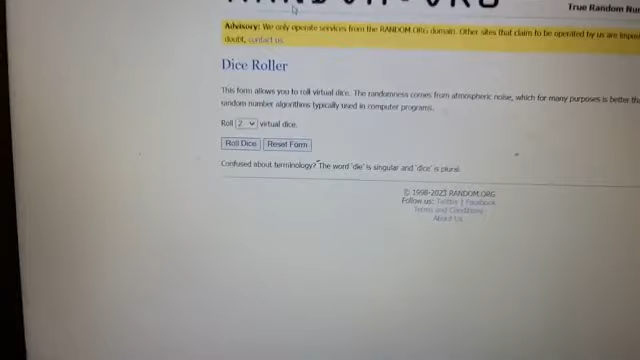 RANDOM.ORG
True Random Nu
Advisory: We only operate services from the RANDOM.ORG domain. Other sites that claim to be operated by us are impos
doubt, contact us.
Dice Roller
This form allows you to roll virtual dice. The randomness comes from atmospheric noise, which for many purposes is better tha
random number algorithms typically used in computer programs.
Roll 2 virtual dice.
Roll Dice Reset Form
Confused about terminology? The word 'die' is singular and 'dice' is plural.
© 1998-2023 RANDOM.ORG
Follow us: Twitter | Facebook
Terms and Conditions
About Us